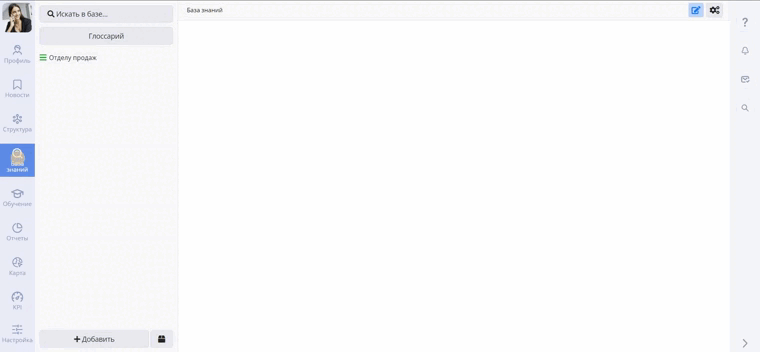 Искать в базе...
База знаний
Глоссарий
Отделу продаж
Профиль
Новости
Структура
знаний
Обучение
Отчеты
Карта
KPI
Настройка
Добавить